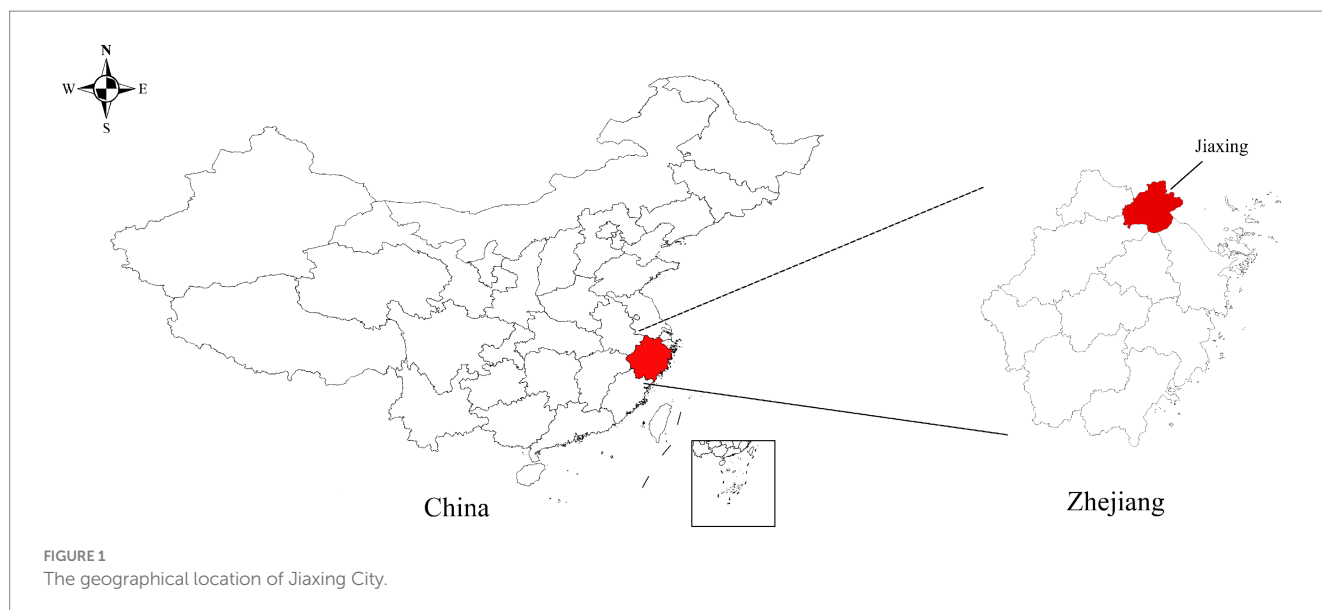 N
W E
S
Jiaxing
China
Zhejiang
FIGURE 1
The geographical location of Jiaxing City.